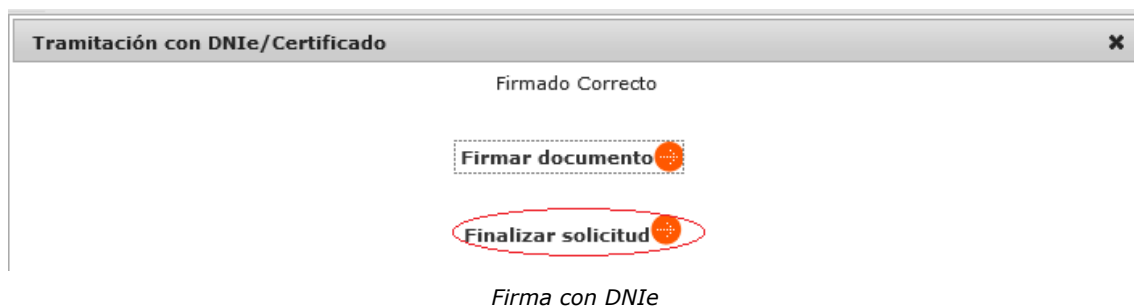 Tramitación con DNIe/Certificado
Firmado Correcto
Firmar documento
Finalizar solicitud
Firma con DNIe